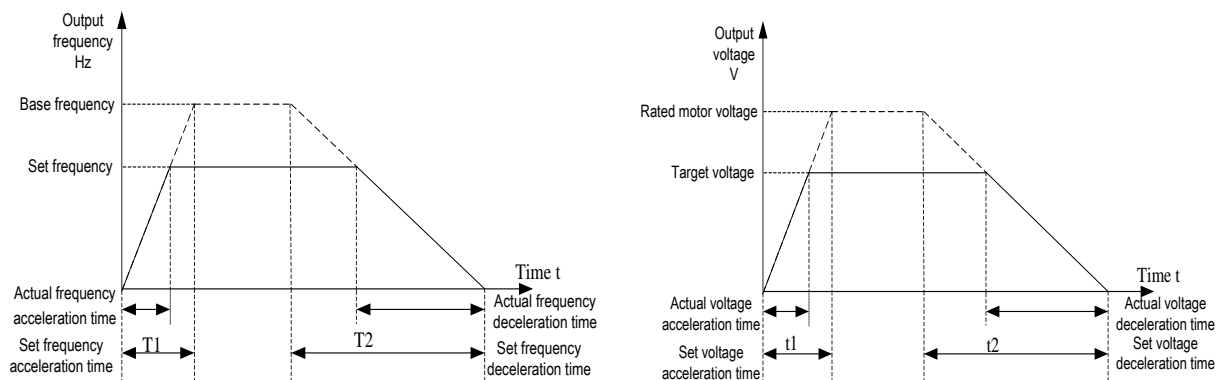 Output
frequency
Hz
Base frequency
Set frequency
Time t
Actual frequency
acceleration time
Actual frequency
deceleration time
Set frequency
acceleration time
T1
T2
Set frequency
deceleration time
Output
voltage
V
Rated motor voltage
Target voltage
Time t
Actual voltage
acceleration time
Actual voltage
deceleration time
Set voltage
acceleration time
t1
t2
Set voltage
deceleration time